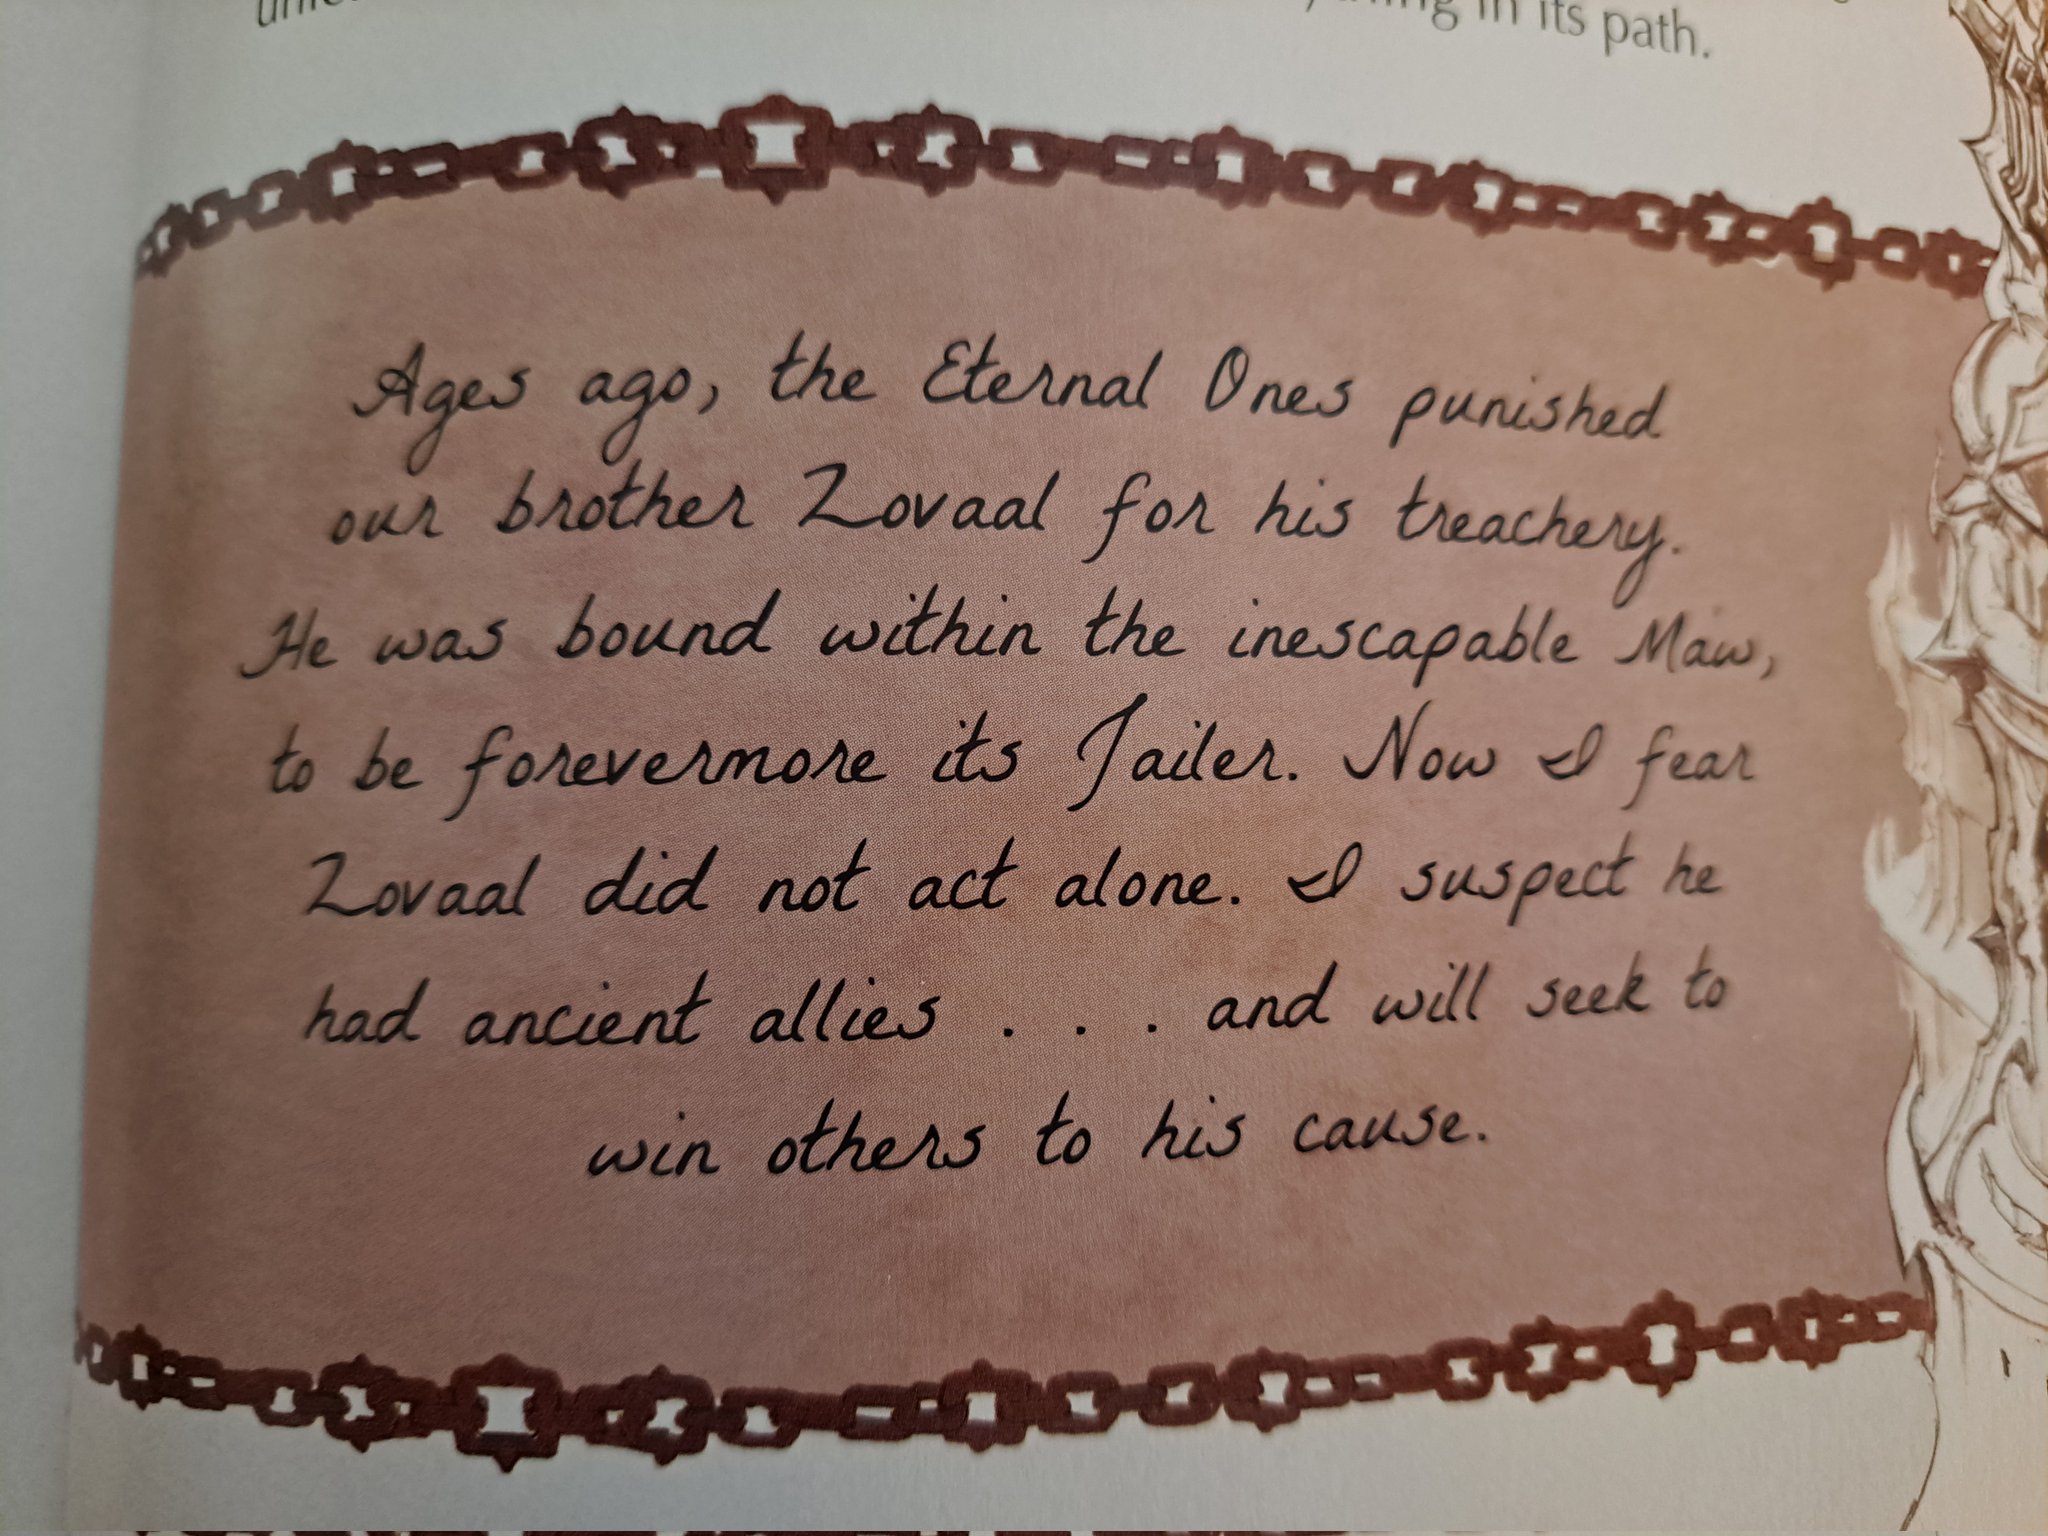 in its path.
Ages ago, the Eternal Ones punished
our brother Zovaal for his treachery.
He was bound within the inescapable Maw,
to be forevermore its Jailer. Now I fear
Zovaal did not act alone. I suspect he
had ancient allies . . . and will seek to
win others to his cause.